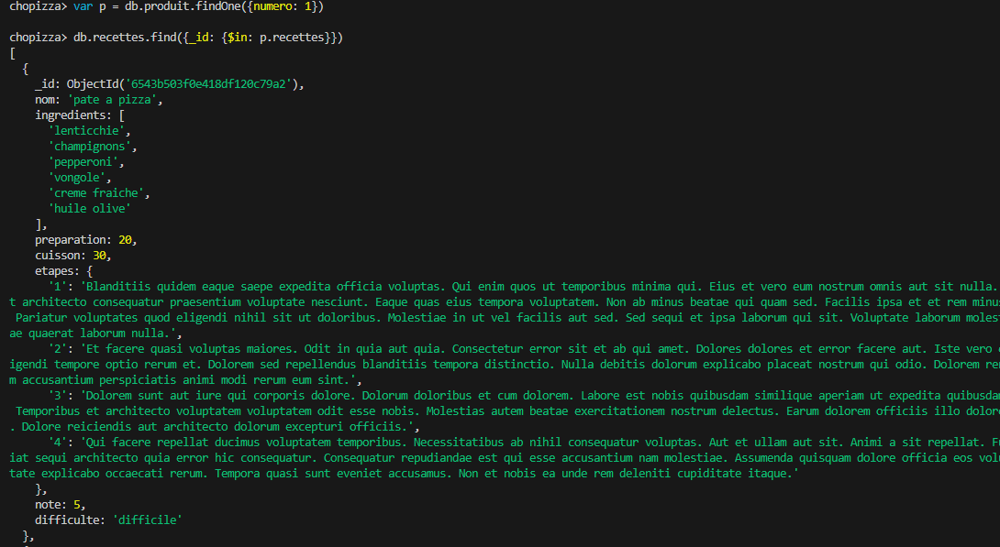 chopizza> var p = db.produit.findOne({numero: 1})
chopizza> db.recettes.find({_id: {$in: p.recettes}})
[
{
_id: ObjectId('6543b503f0e418df120c79a2'),
nom: 'pate a pizza',
ingredients: [
'lenticchie',
'champignons',
'pepperoni',
'vongole',
'creme fraiche',
'huile olive'
],
preparation: 20,
cuisson: 30,
etapes: {
'1': 'Blanditiis quidem eaque saepe expedita officia voluptas. Qui enim quos ut temporibus minima qui. Eius et vero eum nostrum omnis aut sit nulla.
t architecto consequatur praesentium voluptate nesciunt. Eaque quas eius tempora voluptatem. Non ab minus beatae qui quam sed. Facilis ipsa et et rem minus
Pariatur voluptates quod eligendi nihil sit ut doloribus. Molestiae in ut vel facilis aut sed. Sed sequi et ipsa laborum qui sit. Voluptate laborum molest
ae quaerat laborum nulla.',
'2': 'Et facere quasi voluptas maiores. Odit in quia aut quia. Consectetur error sit et ab qui amet. Dolores dolores et error facere aut. Iste vero
igendi tempore optio rerum et. Dolorem sed repellendus blanditiis tempora distinctio. Nulla debitis dolorum explicabo placeat nostrum qui odio. Dolorem re
m accusantium perspiciatis animi modi rerum eum sint.',
'3': 'Dolorem sunt aut iure qui corporis dolore. Dolorum doloribus et cum dolorem. Labore est nobis quibusdam similique aperiam ut expedita quibusdam
Temporibus et architecto voluptatem voluptatem odit esse nobis. Molestias autem beatae exercitationem nostrum delectus. Earum dolorem officiis illo dolor
. Dolore reiciendis aut architecto dolorum excepturi officiis.',
'4': 'Qui facere repellat ducimus voluptatem temporibus. Necessitatibus ab nihil consequatur voluptas. Aut et ullam aut sit. Animi a sit repellat. F
iat sequi architecto quia error hic consequatur. Consequatur repudiandae est qui esse accusantium nam molestiae. Assumenda quisquam dolore officia eos volu
tate explicabo occaecati rerum. Tempora quasi sunt eveniet accusamus. Non et nobis ea unde rem deleniti cupiditate itaque.'
},
note: 5,
difficulte: 'difficile'
},